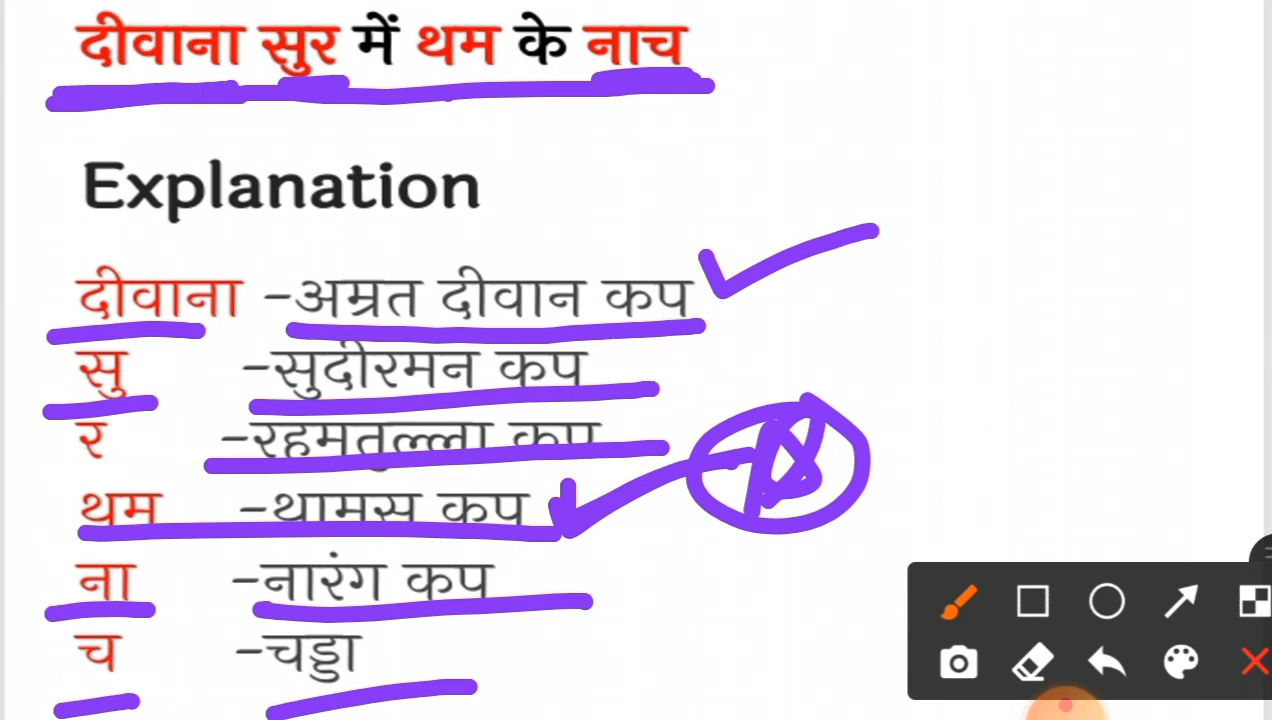 दीवाना सुर में थम के नाच
Explanation
दीवाना -अम्रत दीवान कप
सु -सुदीरमन कप
र -रहमतुल्ला कप
थम -थामस कप
ना -नारंग कप
च -चड्डा